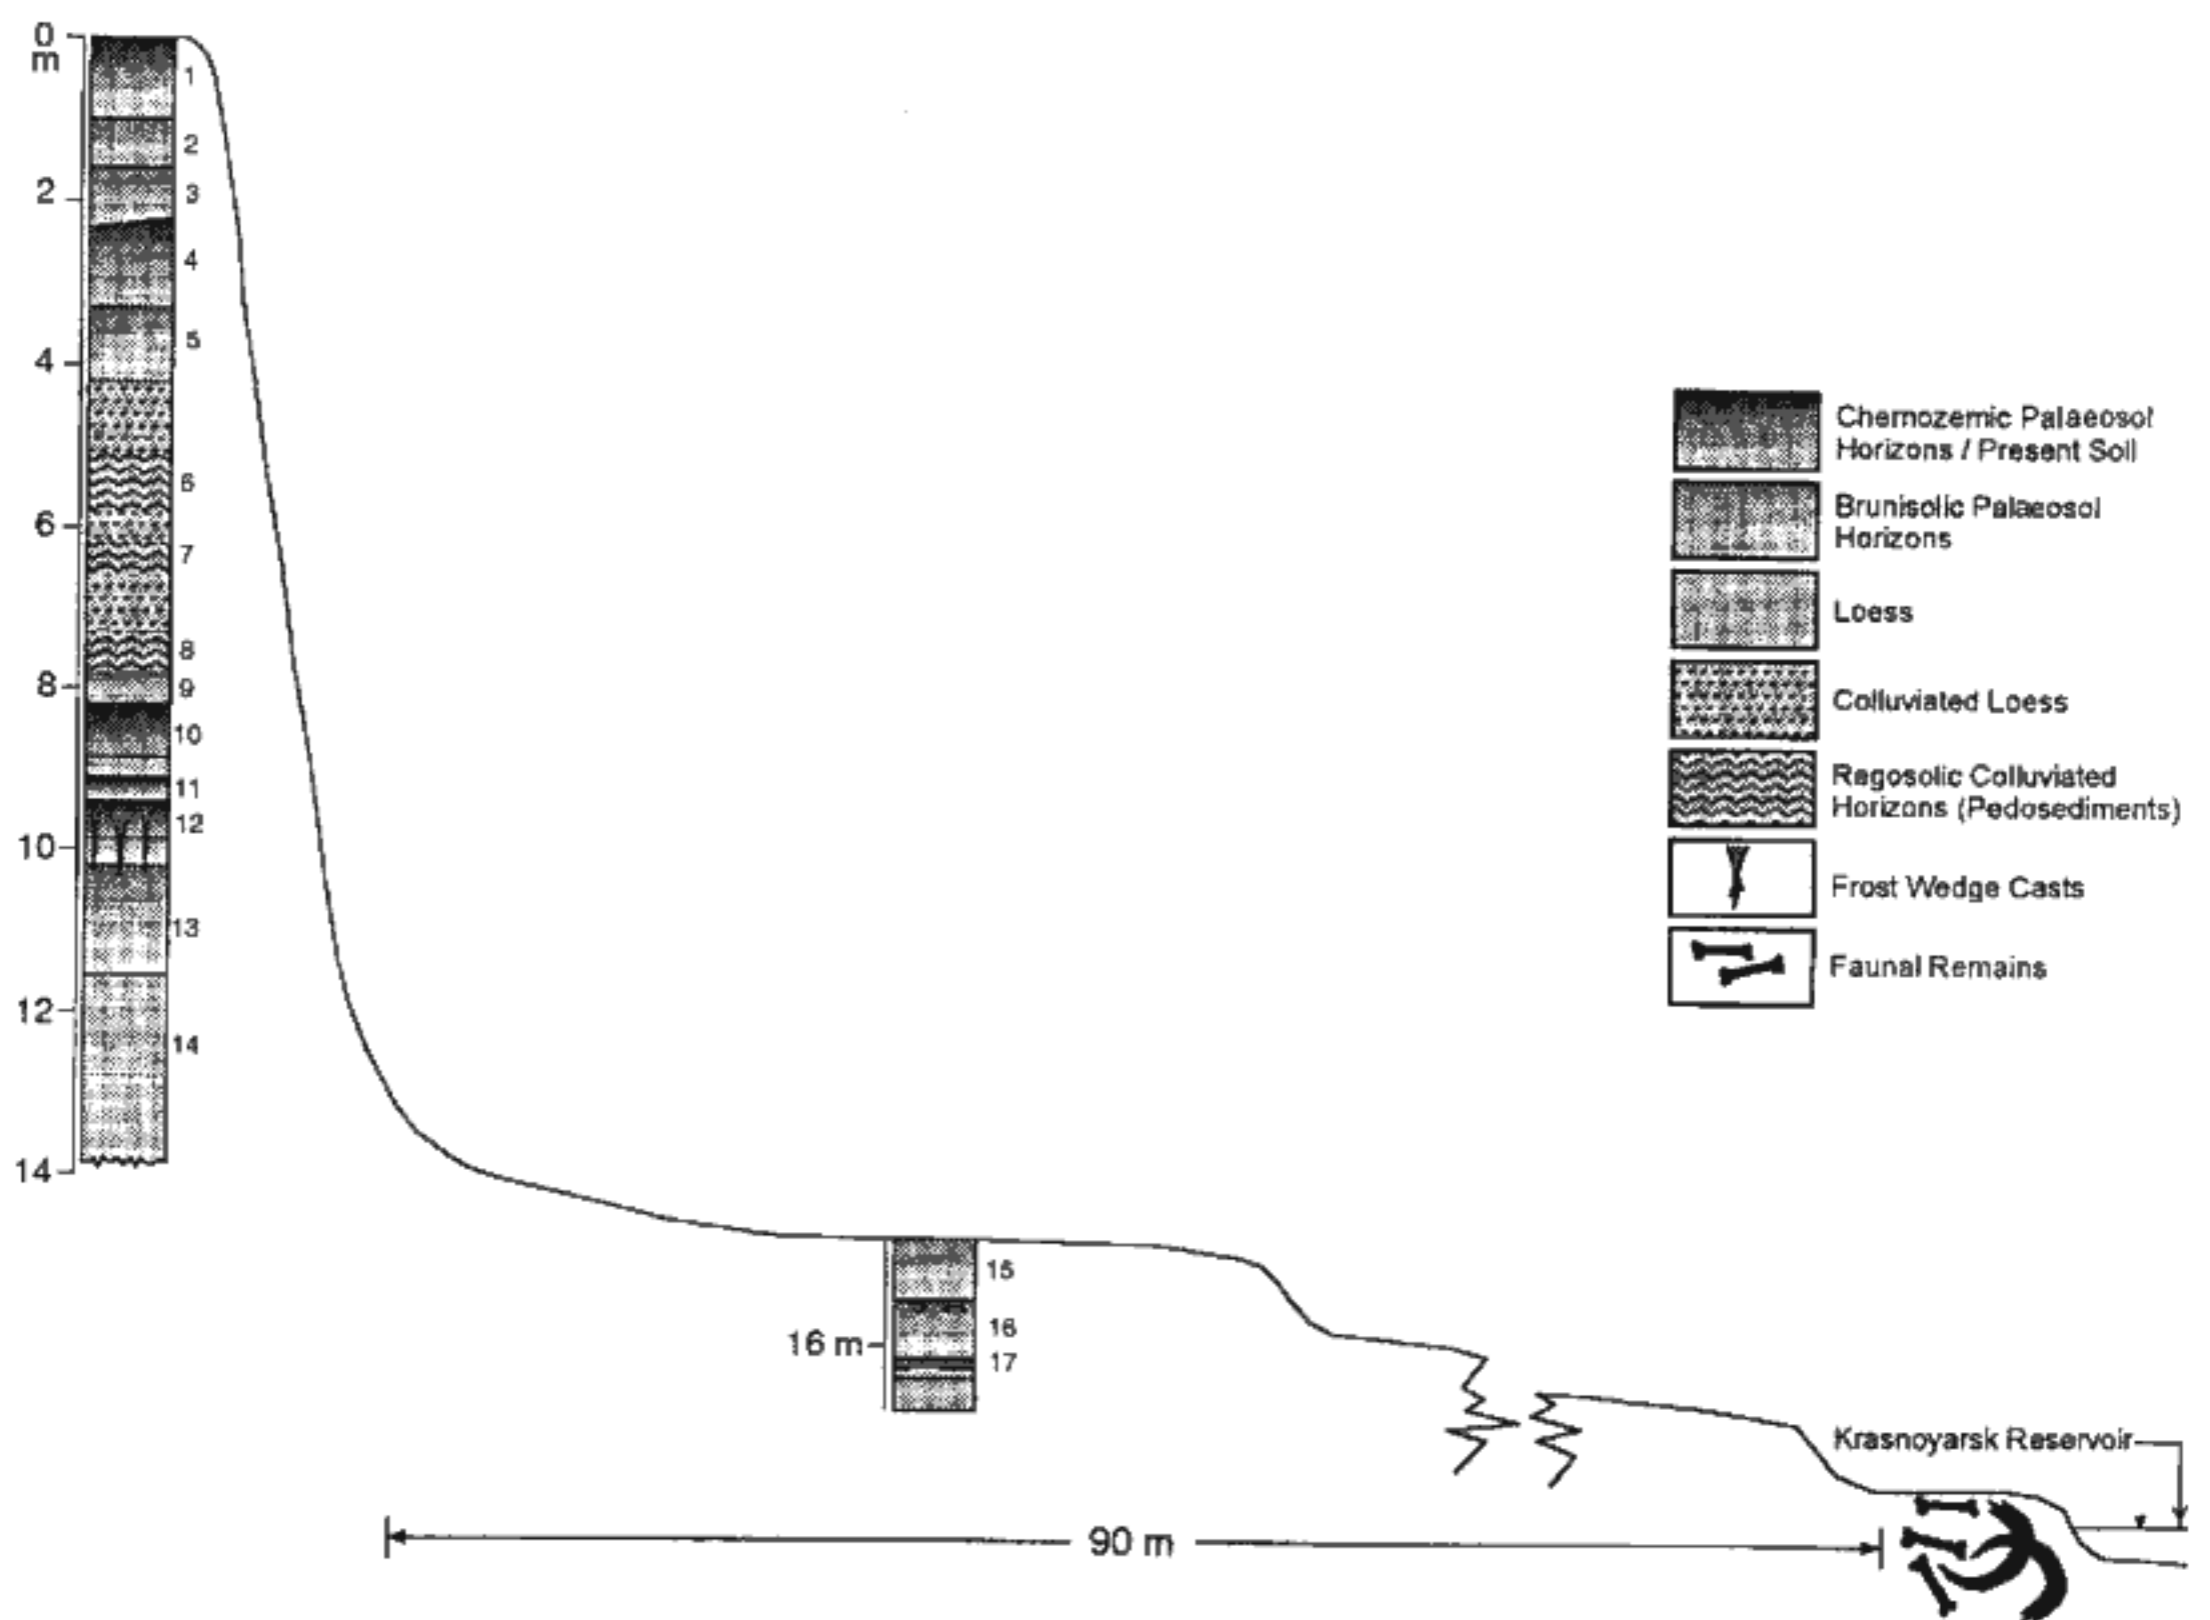 0
m
1
2
2
3
4
4
5
6
6
7
8
8
9
10
11
12
10
13
12
14
14
15
16
16 m
17
Chernozemic Palaeosol
Horizons / Present Soil
Brunisolic Palaeosol
Horizons
Loess
Colluviated Loess
Regosolic Colluviated
Horizons (Pedosediments)
Frost Wedge Casts
Faunal Remains
Krasnoyarsk Reservoir
90 m